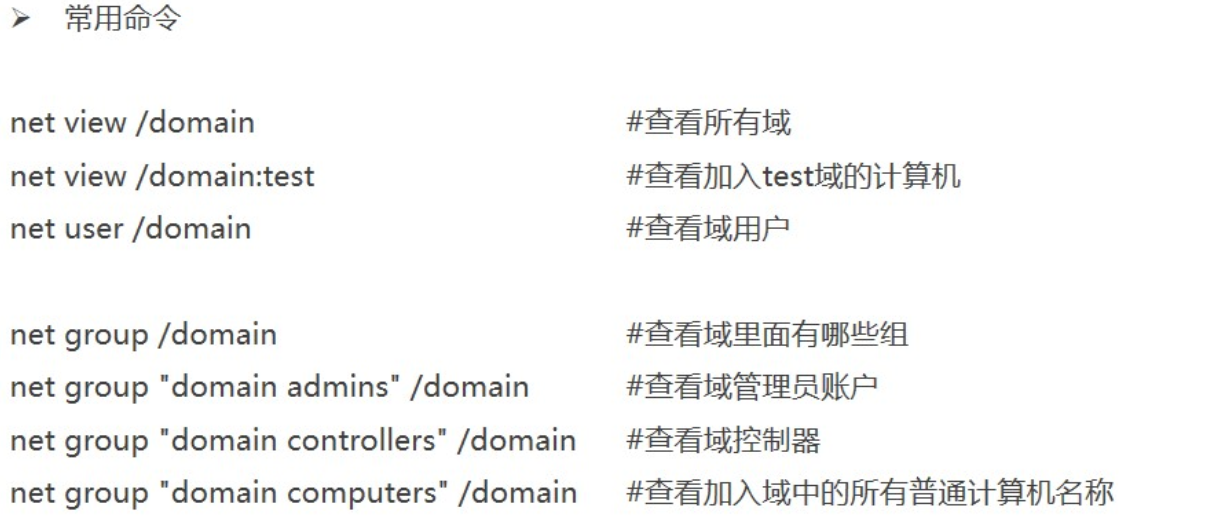 ➢ 常用命令
net view /domain #查看所有域
net view /domain:test #查看加入test域的计算机
net user /domain #查看域用户
net group /domain #查看域里面有哪些组
net group "domain admins" /domain #查看域管理员账户
net group "domain controllers" /domain #查看域控制器
net group "domain computers" /domain #查看加入域中的所有普通计算机名称